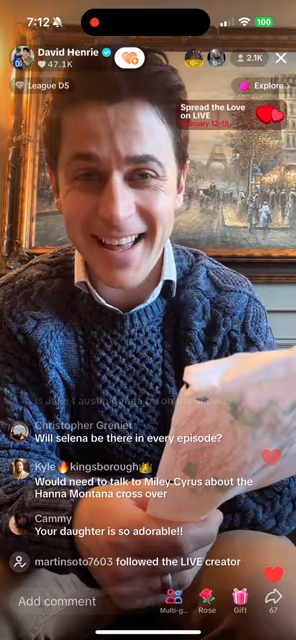 7:12
100
David Henrie
47.1K
2.1K
League D5
Explore >
Spread the Love
on LIVE
February 12-18
Christopher Grenier
Will selena be there in every episode?
Kyle🔥kingsborough👑
Would need to talk to Miley Cyrus about the
Hanna Montana cross over
Cammy
Your daughter is so adorable!!
martinsoto7603 followed the LIVE creator
Add comment
Multi-g...
Rose
Gift
67